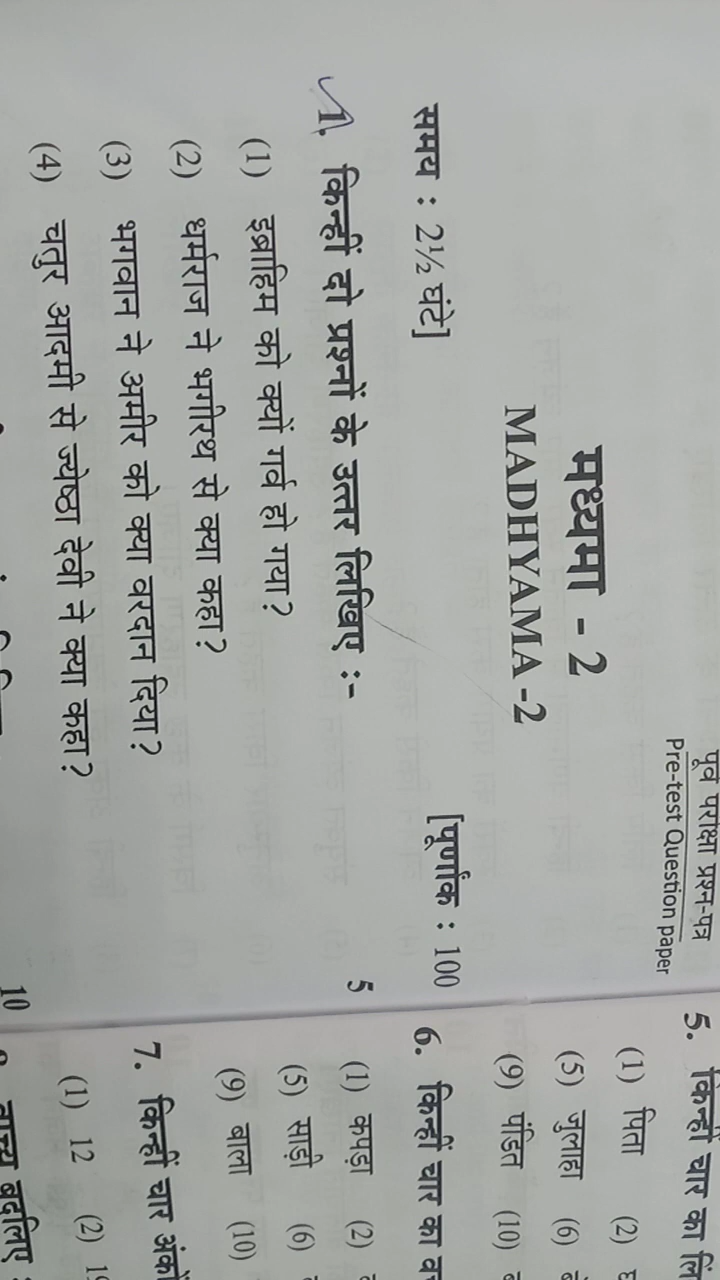 पूर्व परीक्षा प्रश्न-पत्र
Pre-test Question paper
मध्यमा - 2
MADHYAMA -2
समय : 2½ घंटे] [पूर्णांक : 100
1. किन्हीं दो प्रश्नों के उत्तर लिखिए :- 5
(1) इब्राहिम को क्यों गर्व हो गया?
(2) धर्मराज ने भगीरथ से क्या कहा?
(3) भगवान ने अमीर को क्या वरदान दिया?
(4) चतुर आदमी से ज्येष्ठा देवी ने क्या कहा?
10
5. किन्हीं चार का
(1) पिता (2)
(5) जुलाहा (6)
(9) पंडित (10)
6. किन्हीं चार का
(1) कपड़ा (2)
(5) साड़ी (6)
(9) बाला (10)
7. किन्हीं चार अंकों
(1) 12 (2)
वाच्य बदलिए :